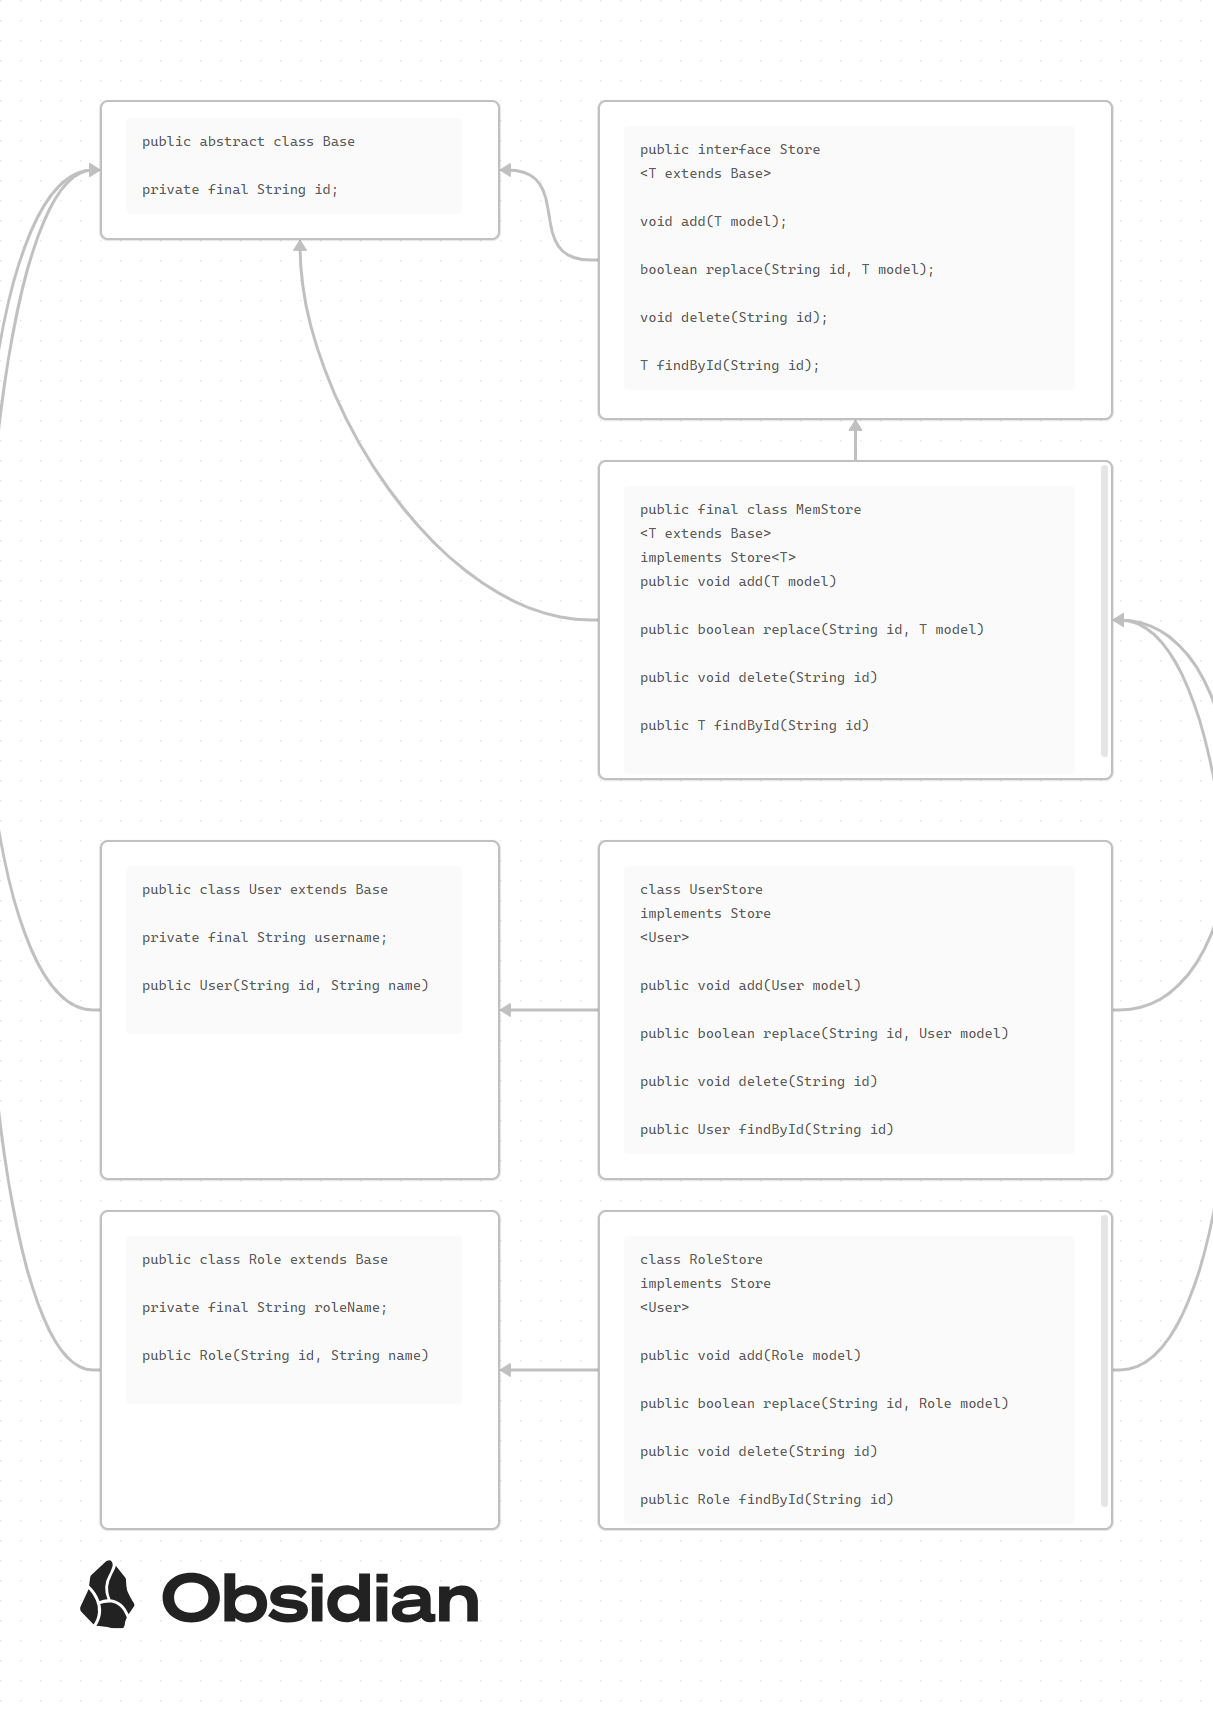 public abstract class Base
private final String id;
public interface Store
<T extends Base>
void add(T model);
boolean replace(String id, T model);
void delete(String id);
T findById(String id);
public final class MemStore
<T extends Base>
implements Store<T>
public void add(T model)
public boolean replace(String id, T model)
public void delete(String id)
public T findById(String id)
public class User extends Base
private final String username;
public User(String id, String name)
class UserStore
implements Store
<User>
public void add(User model)
public boolean replace(String id, User model)
public void delete(String id)
public User findById(String id)
public class Role extends Base
private final String roleName;
public Role(String id, String name)
class RoleStore
implements Store
<User>
public void add(Role model)
public boolean replace(String id, Role model)
public void delete(String id)
public Role findById(String id)
Obsidian